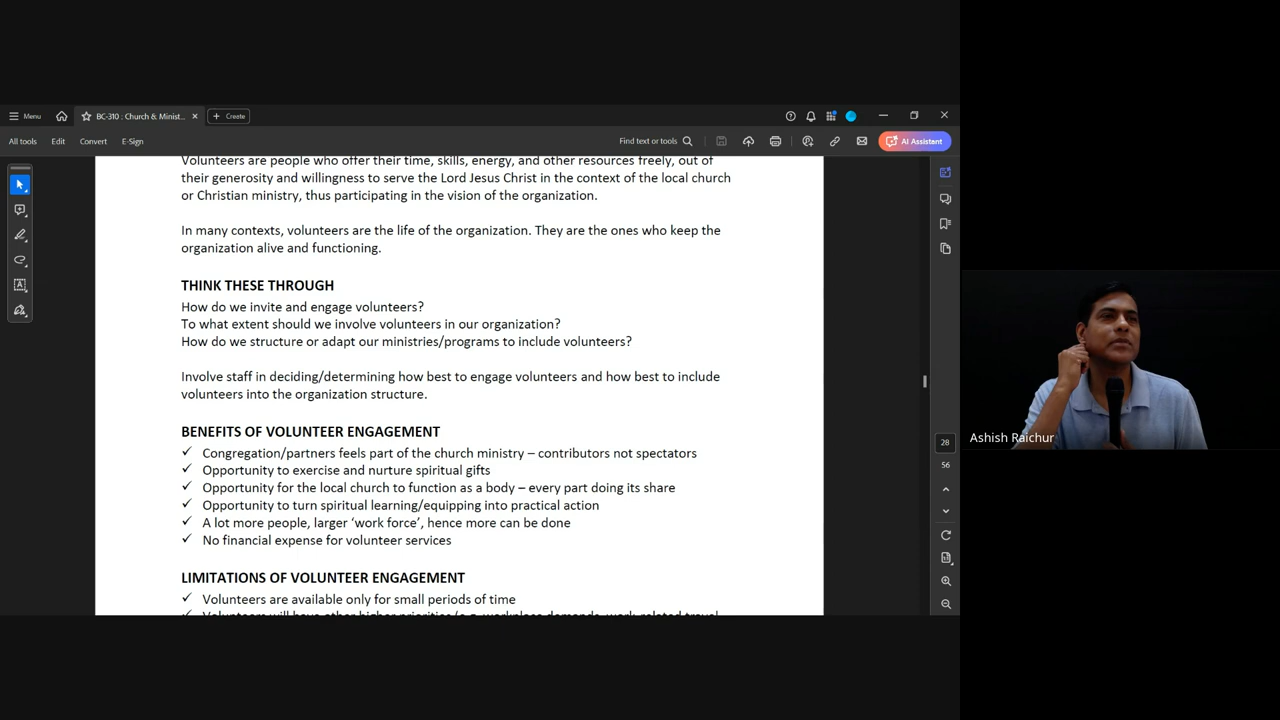 Menu
BC-310 : Church & Minist...
Create
All tools
Edit
Convert
E-Sign
Find text or tools
AI Assistant
Volunteers are people who offer their time, skills, energy, and other resources freely, out of
their generosity and willingness to serve the Lord Jesus Christ in the context of the local church
or Christian ministry, thus participating in the vision of the organization.
In many contexts, volunteers are the life of the organization. They are the ones who keep the
organization alive and functioning.
THINK THESE THROUGH
How do we invite and engage volunteers?
To what extent should we involve volunteers in our organization?
How do we structure or adapt our ministries/programs to include volunteers?
Involve staff in deciding/determining how best to engage volunteers and how best to include
volunteers into the organization structure.
BENEFITS OF VOLUNTEER ENGAGEMENT
✓ Congregation/partners feels part of the church ministry – contributors not spectators
✓ Opportunity to exercise and nurture spiritual gifts
✓ Opportunity for the local church to function as a body – every part doing its share
✓ Opportunity to turn spiritual learning/equipping into practical action
✓ A lot more people, larger ‘work force’, hence more can be done
✓ No financial expense for volunteer services
LIMITATIONS OF VOLUNTEER ENGAGEMENT
✓ Volunteers are available only for small periods of time
✓ Volunteers will have other higher priorities (e.g. workplace demands, work-related travel
28
56
Ashish Raichur